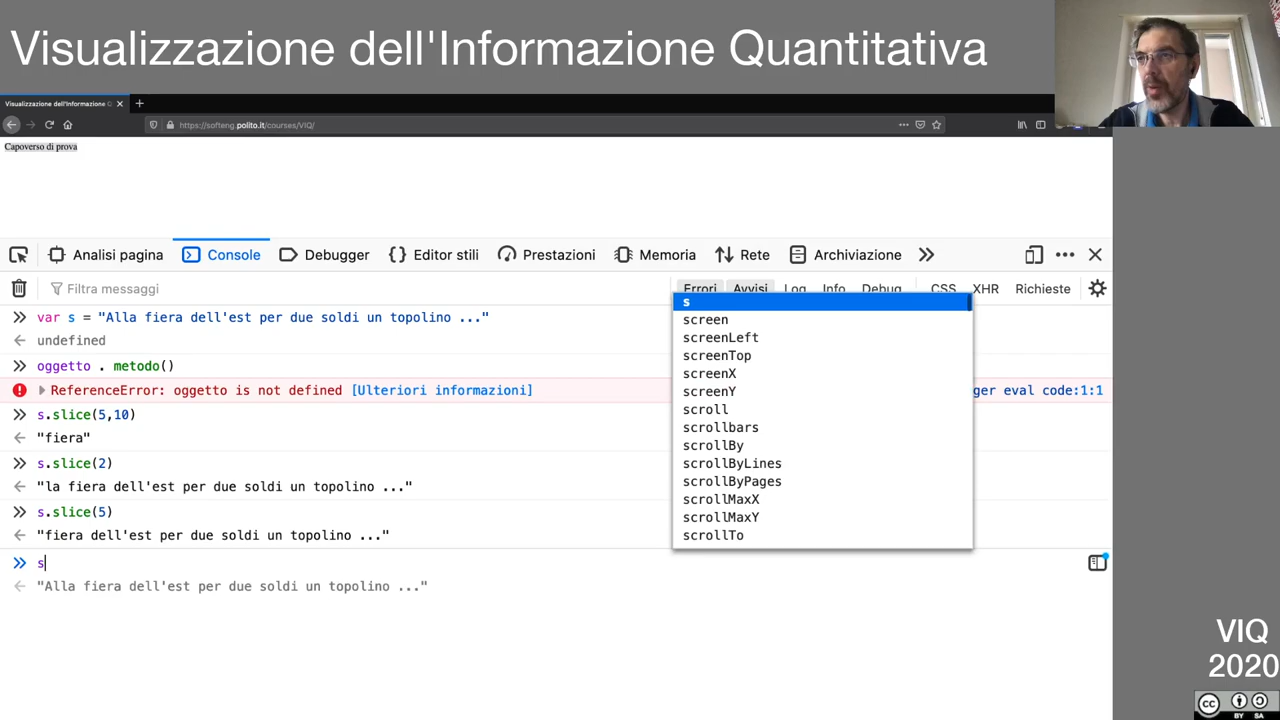 Visualizzazione dell'Informazione Quantitativa
Visualizzazione dell'Informazione Q
https://softeng.polito.it/courses/VIQ/
Capoverso di prova
Analisi pagina
Console
Debugger
Editor stili
Prestazioni
Memoria
Rete
Archiviazione
Filtra messaggi
Errori
Avvisi
Log
Info
Debug
CSS
XHR
Richieste
var s = "Alla fiera dell'est per due soldi un topolino ..."
undefined
oggetto . metodo()
ReferenceError: oggetto is not defined [Ulteriori informazioni]
ger eval code:1:1
s.slice(5,10)
"fiera"
s.slice(2)
"la fiera dell'est per due soldi un topolino ..."
s.slice(5)
"fiera dell'est per due soldi un topolino ..."
s
"Alla fiera dell'est per due soldi un topolino ..."
s
screen
screenLeft
screenTop
screenX
screenY
scroll
scrollbars
scrollBy
scrollByLines
scrollByPages
scrollMaxX
scrollMaxY
scrollTo
VIQ
2020
cc
BY SA